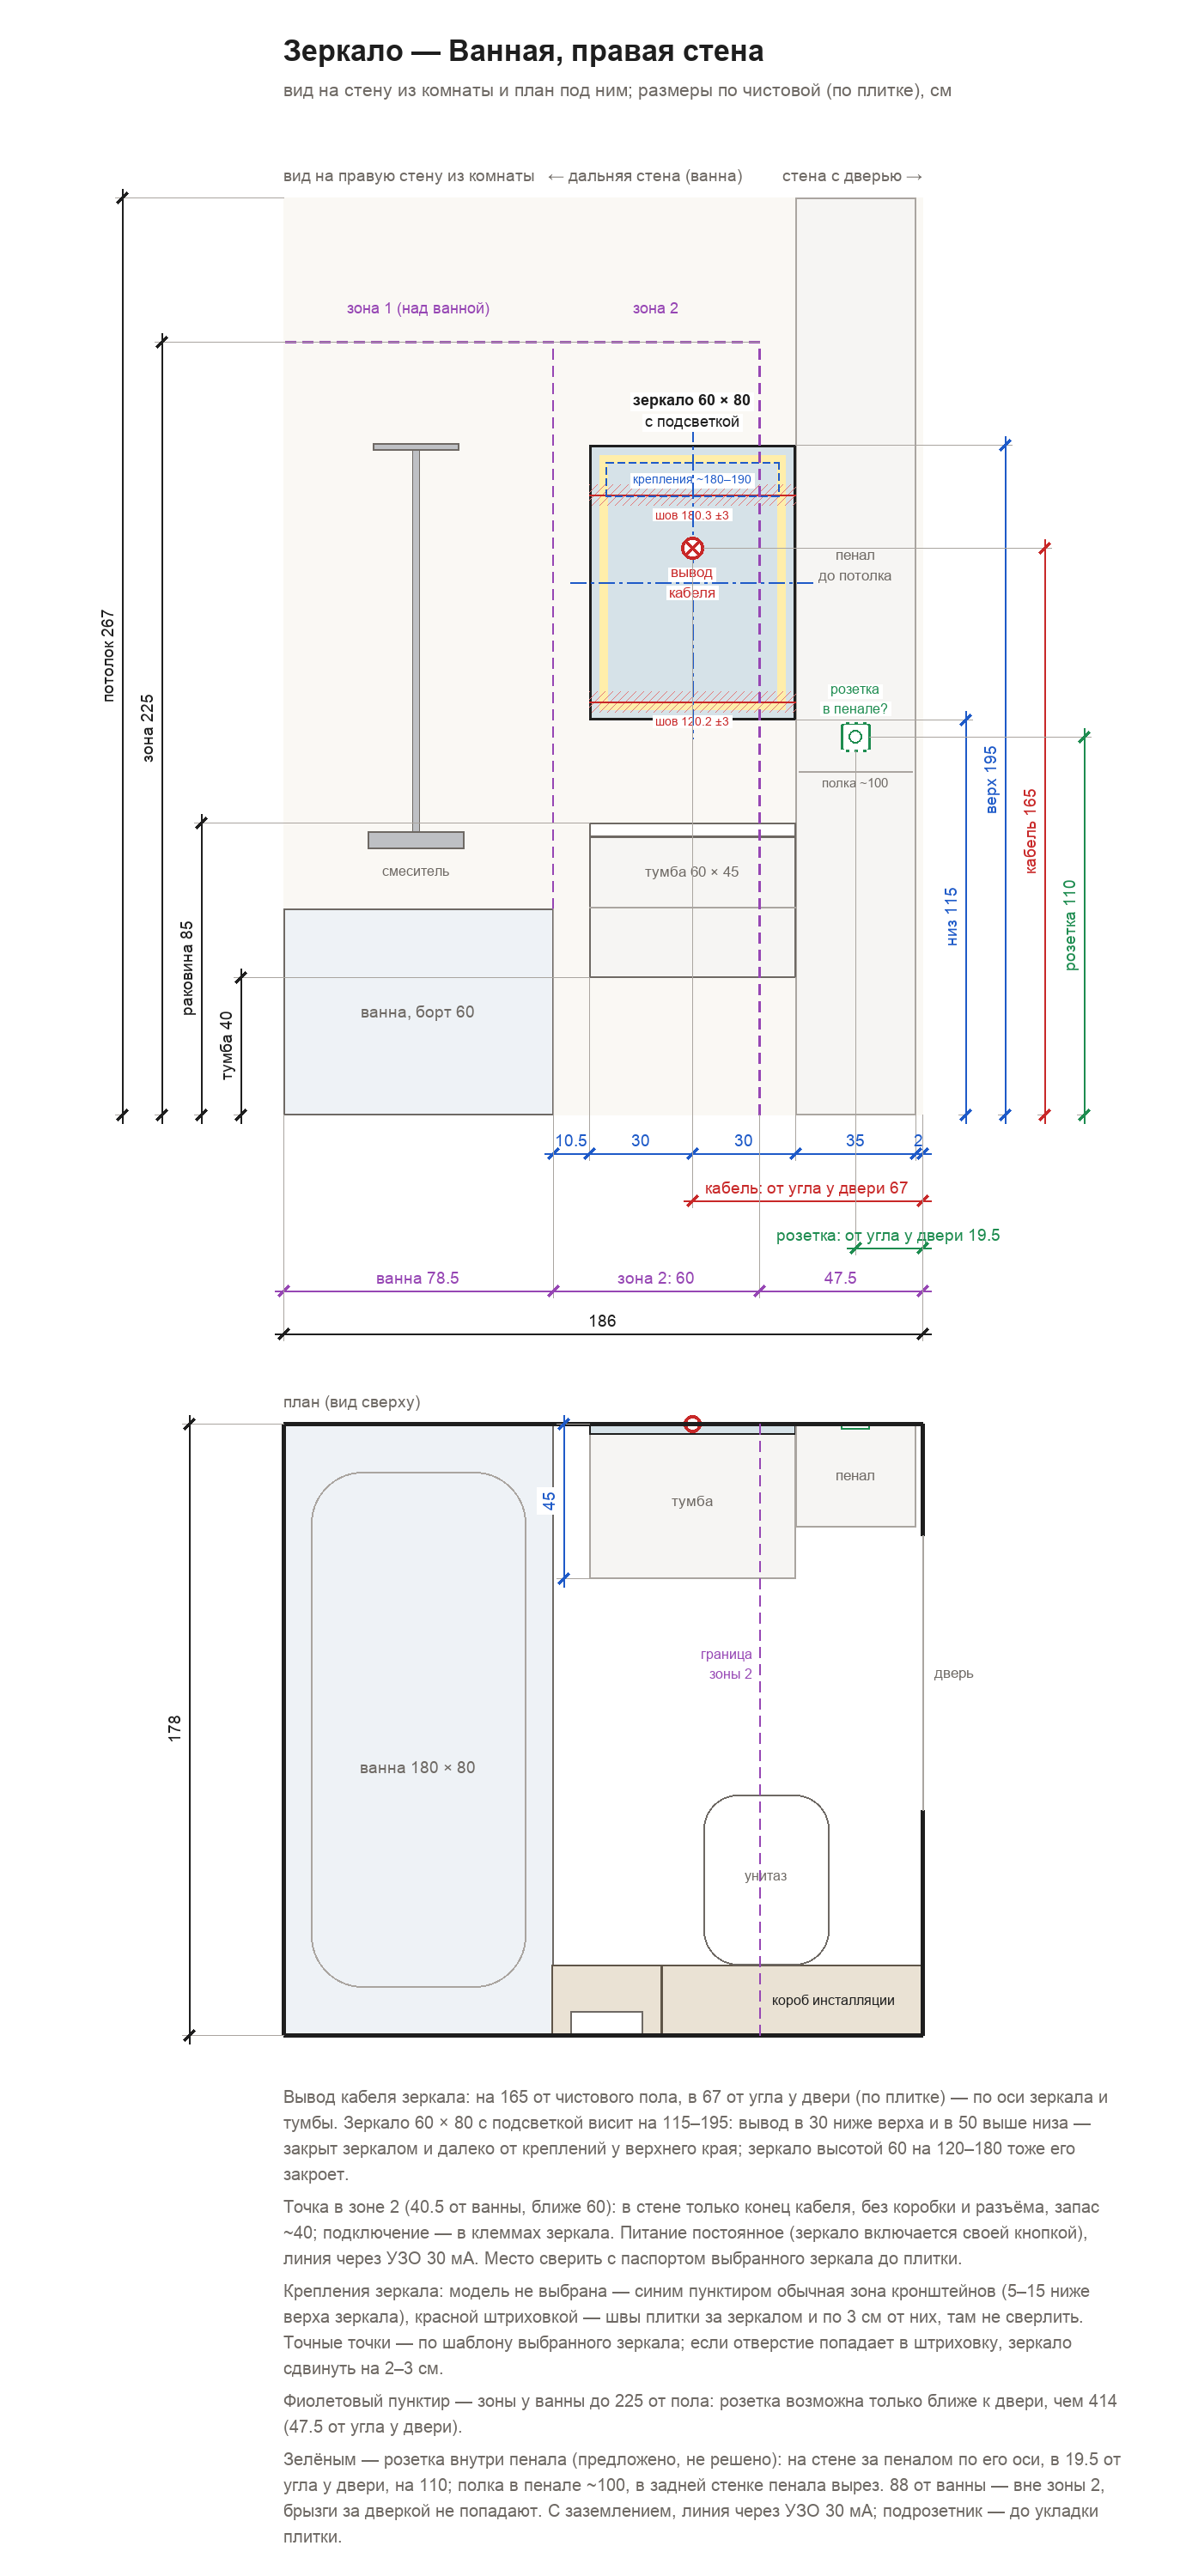 Зеркало — Ванная, правая стена
вид на стену из комнаты и план под ним; размеры по чистовой (по плитке), см
вид на правую стену из комнаты
← дальняя стена (ванна)
стена с дверью →
зона 1 (над ванной)
зона 2
зеркало 60 × 80
с подсветкой
крепления ~180–190
шов 180.3 ±3
вывод
кабеля
пенал
до потолка
шов 120.2 ±3
розетка
в пенале?
полка ~100
смеситель
тумба 60 × 45
ванна, борт 60
потолок 267
зона 225
раковина 85
тумба 40
низ 115
верх 195
кабель 165
розетка 110
10.5
30
30
35
2
кабель: от угла у двери 67
розетка: от угла у двери 19.5
ванна 78.5
зона 2: 60
47.5
186
план (вид сверху)
45
тумба
пенал
граница
зоны 2
дверь
178
ванна 180 × 80
унитаз
короб инсталляции
Вывод кабеля зеркала: на 165 от чистового пола, в 67 от угла у двери (по плитке) — по оси зеркала и
тумбы. Зеркало 60 × 80 с подсветкой висит на 115–195: вывод в 30 ниже верха и в 50 выше низа —
закрыт зеркалом и далеко от креплений у верхнего края; зеркало высотой 60 на 120–180 тоже его
закроет.
Точка в зоне 2 (40.5 от ванны, ближе 60): в стене только конец кабеля, без коробки и разъёма, запас
~40; подключение — в клеммах зеркала. Питание постоянное (зеркало включается своей кнопкой),
линия через УЗО 30 мА. Место сверить с паспортом выбранного зеркала до плитки.
Крепления зеркала: модель не выбрана — синим пунктиром обычная зона кронштейнов (5–15 ниже
верха зеркала), красной штриховкой — швы плитки за зеркалом и по 3 см от них, там не сверлить.
Точные точки — по шаблону выбранного зеркала; если отверстие попадает в штриховку, зеркало
сдвинуть на 2–3 см.
Фиолетовый пунктир — зоны у ванны до 225 от пола: розетка возможна только ближе к двери, чем 414
(47.5 от угла у двери).
Зелёным — розетка внутри пенала (предложено, не решено): на стене за пеналом по его оси, в 19.5 от
угла у двери, на 110; полка в пенале ~100, в задней стенке пенала вырез. 88 от ванны — вне зоны 2,
брызги за дверкой не попадают. С заземлением, линия через УЗО 30 мА; подрозетник — до укладки
плитки.